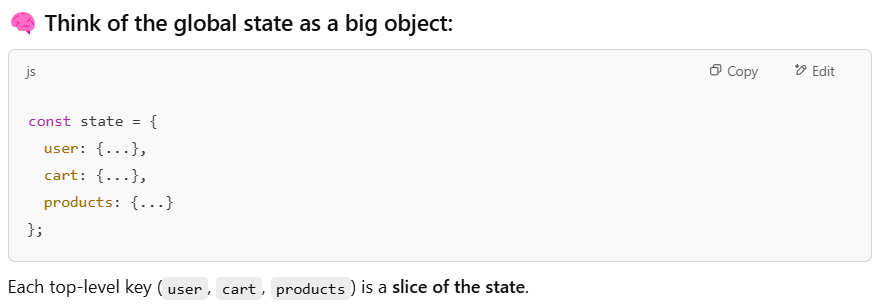 🧠 Think of the global state as a big object:
js
Copy
Edit
const state = {
  user: {...},
  cart: {...},
  products: {...}
};
Each top-level key (user, cart, products) is a slice of the state.